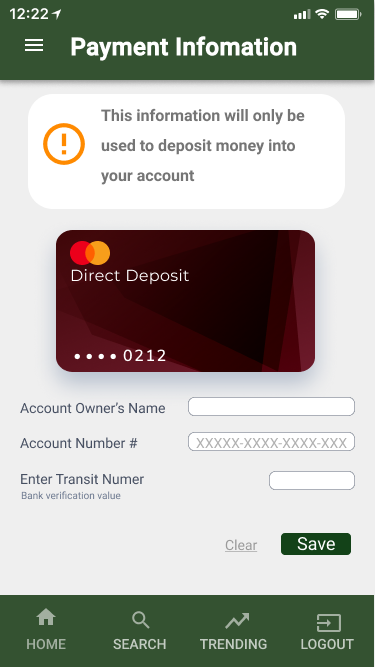 12:22
Payment Infomation
This information will only be
used to deposit money into
your account
Direct Deposit
•••• 0212
Account Owner's Name
Account Number #
XXXXX-XXXX-XXXX-XXX
Enter Transit Numer
Bank verification value
Clear
Save
HOME
SEARCH
TRENDING
LOGOUT